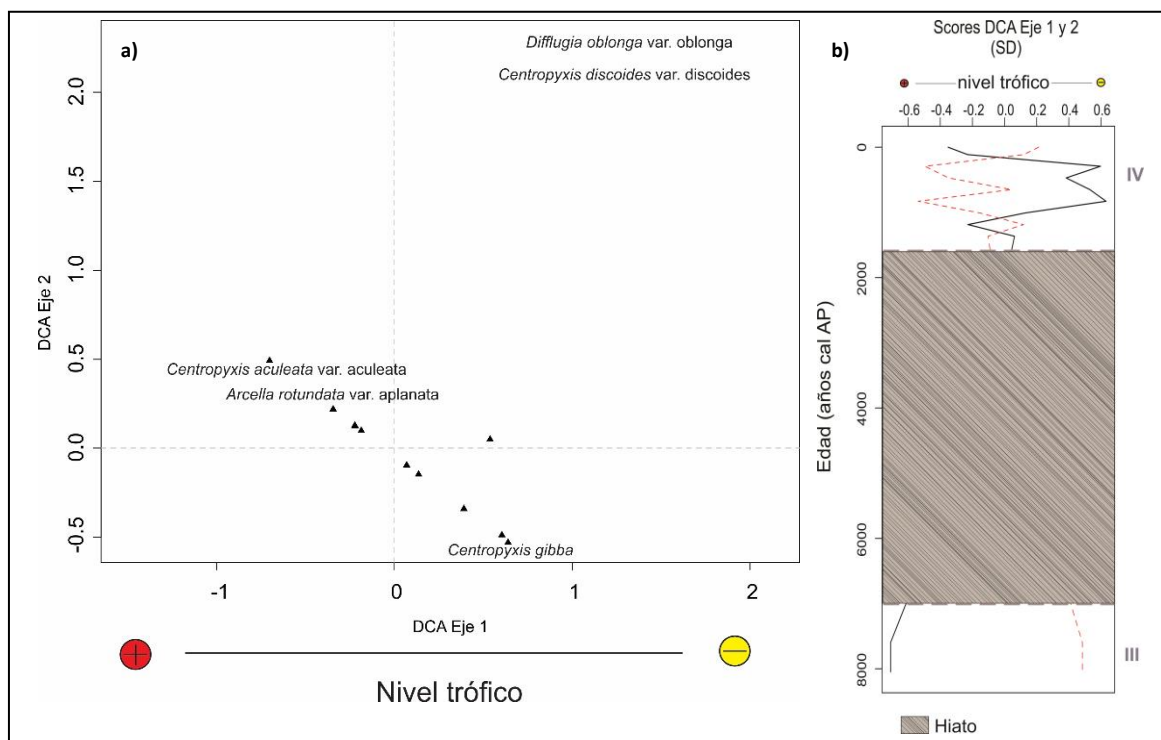 a)
Difflugia oblonga var. oblonga
Centropyxis discoides var. discoides
Centropyxis aculeata var. aculeata
Arcella rotundata var. aplanata
Centropyxis gibba
DCA Eje 2
2.0
1.5
1.0
0.5
0.0
-0.5
-1 0 1 2
DCA Eje 1
+ −
Nivel trófico
b)
Scores DCA Eje 1 y 2
(SD)
+ nivel trófico −
-0.6 -0.4 -0.2 0.0 0.2 0.4 0.6
Edad (años cal AP)
0
2000
4000
6000
8000
IV
III
Hiato